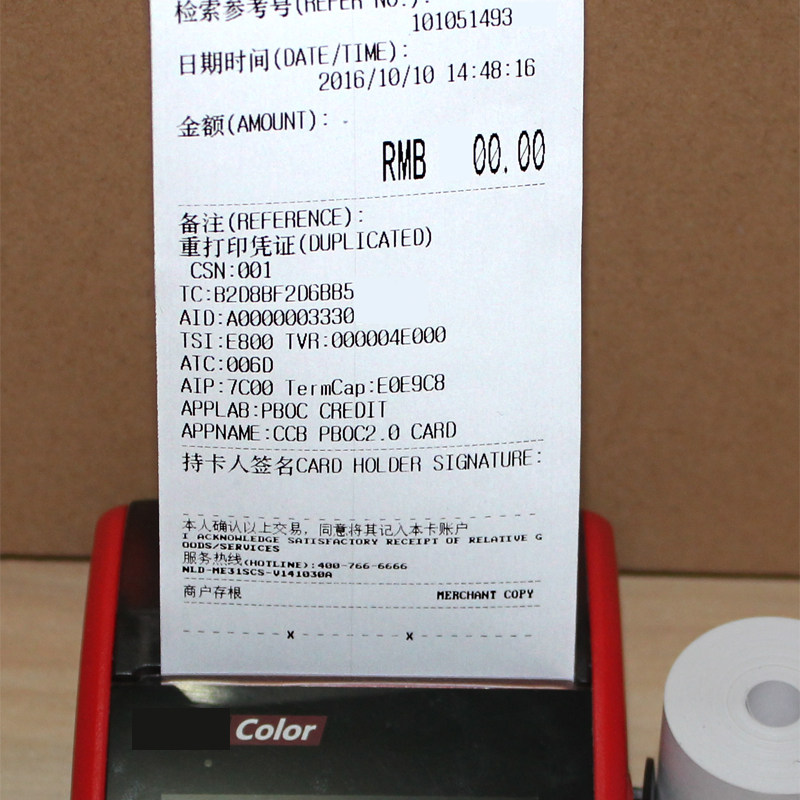 检索参考号(REFER NO.):
101051493
日期时间(DATE/TIME):
2016/10/10 14:48:16
金额(AMOUNT):
RMB 00.00
备注(REFERENCE):
重打印凭证(DUPLICATED)
CSN:001
TC:B2D8BF2D6BB5
AID:A0000003330
TSI:E800 TVR:000004E000
ATC:006D
AIP:7C00 TermCap:E0E9C8
APPLAB:PBOC CREDIT
APPNAME:CCB PBOC2.0 CARD
持卡人签名CARD HOLDER SIGNATURE:
本人确认以上交易，同意将其记入本卡账户
I ACKNOWLEDGE SATISFACTORY RECEIPT OF RELATIVE G
OODS/SERVICES
服务热线(HOTLINE):400-766-6666
NLD-ME31SCS-V141030A
商户存根 MERCHANT COPY
x x
Color